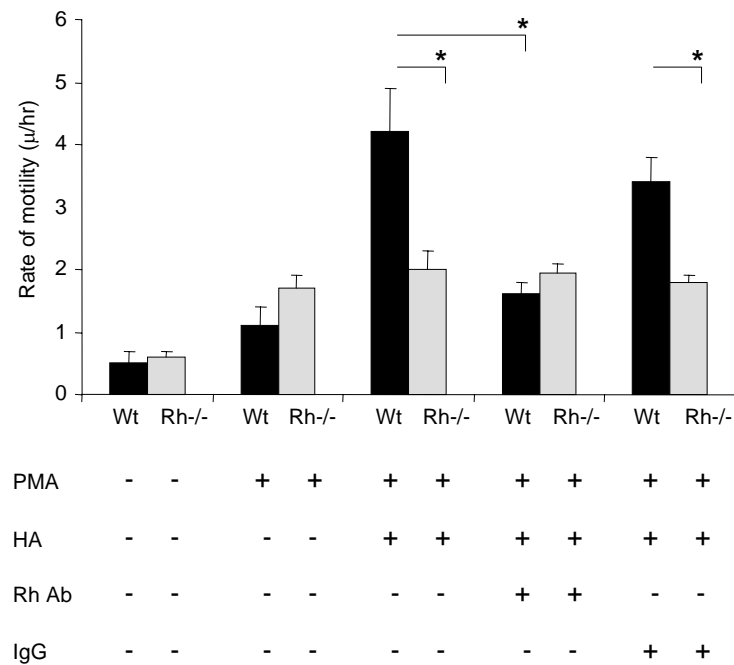 6
5
4
3
2
1
0
Rate of motility (μ/hr)
* *
*
Wt Rh-/- Wt Rh-/- Wt Rh-/- Wt Rh-/- Wt Rh-/-
PMA - - + + + + + + + +
HA - - - - + + + + + +
Rh Ab - - - - - - + + - -
IgG - - - - - - - - + +